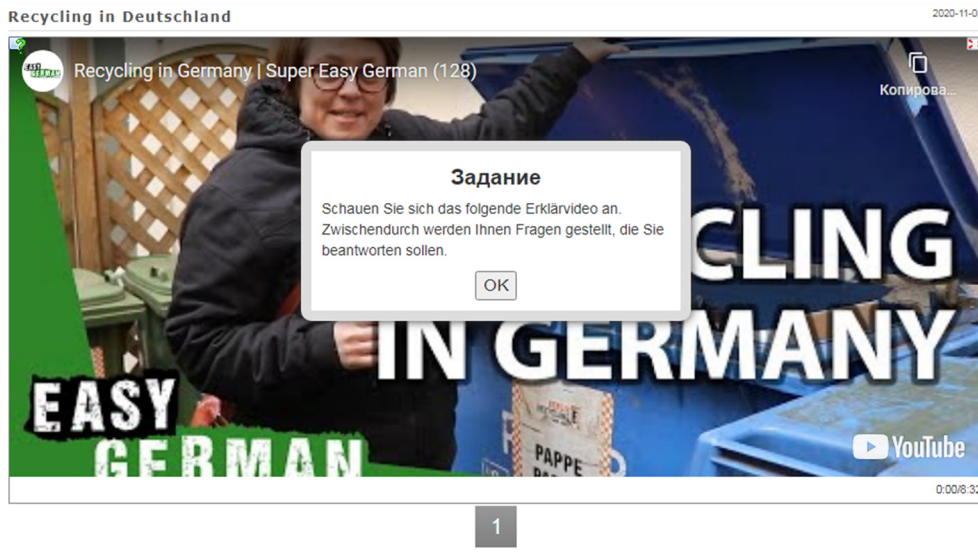 Recycling in Deutschland
2020-11-0
EASY
GERMAN
Recycling in Germany | Super Easy German (128)
Копирова...
Задание
Schauen Sie sich das folgende Erklärvideo an.
Zwischendurch werden Ihnen Fragen gestellt, die Sie
beantworten sollen.
OK
CLING
IN GERMANY
EASY
GERMAN
PAPPE
YouTube
0:00/8:32
1